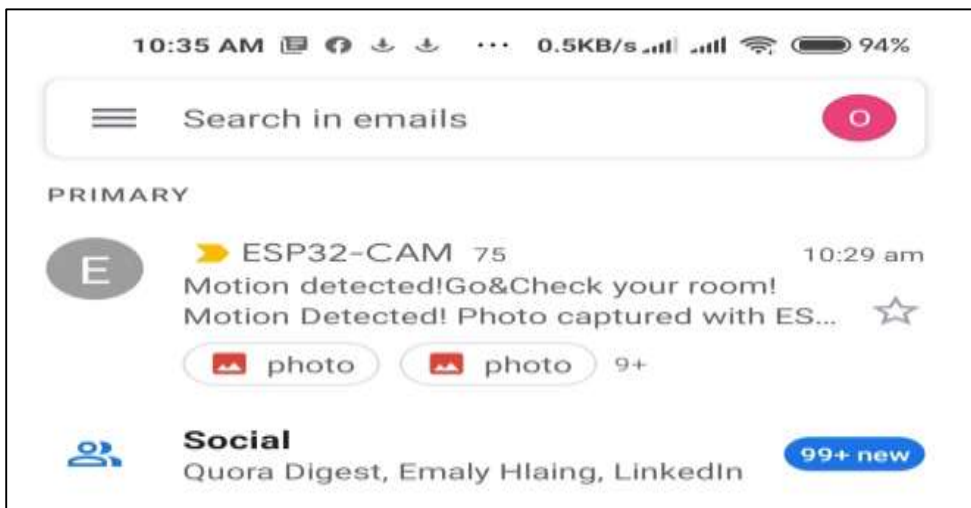 10:35 AM ... 0.5KB/s 94%
Search in emails O
PRIMARY
E ESP32-CAM 75 10:29 am
Motion detected!Go&Check your room!
Motion Detected! Photo captured with ES...
photo photo 9+
Social
Quora Digest, Emaly Hlaing, LinkedIn 99+ new